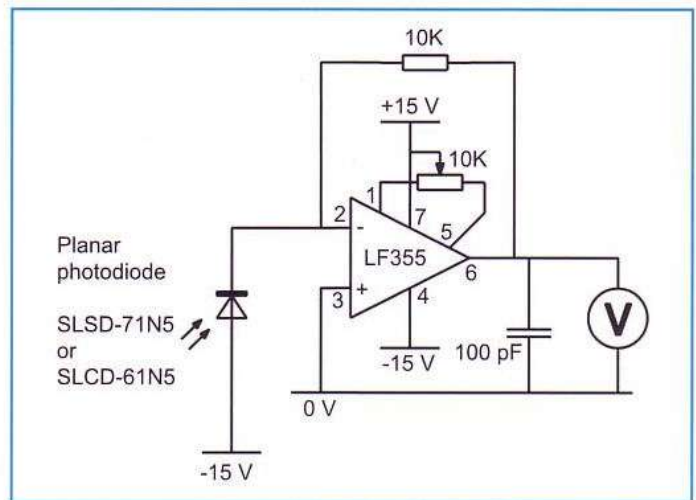 10K
+15 V
10K
1
7
2
-
5
LF355
6
3
+
4
Planar
photodiode
SLSD-71N5
or
SLCD-61N5
-15 V
100 pF
V
0 V
-15 V